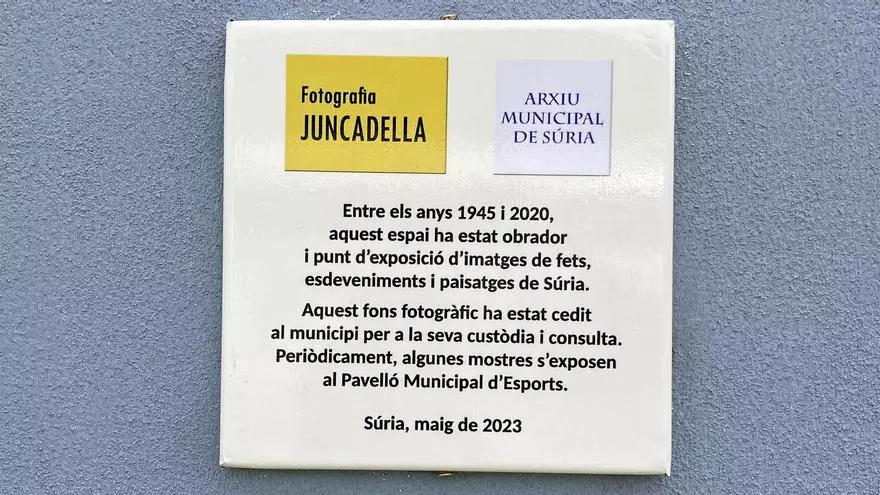 Fotografia
JUNCADELLA
ARXIU
MUNICIPAL
DE SÚRIA
Entre els anys 1945 i 2020,
aquest espai ha estat obrador
i punt d'exposició d'imatges de fets,
esdeveniments i paisatges de Súria.
Aquest fons fotogràfic ha estat cedit
al municipi per a la seva custòdia i consulta.
Periòdicament, algunes mostres s'exposen
al Pavelló Municipal d'Esports.
Súria, maig de 2023